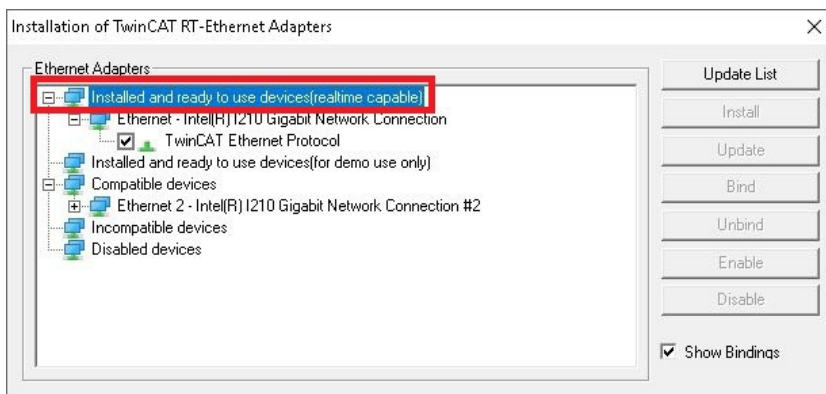 Installation of TwinCAT RT-Ethernet Adapters
Ethernet Adapters
Installed and ready to use devices(realtime capable)
Ethernet - Intel(R) I210 Gigabit Network Connection
TwinCAT Ethernet Protocol
Installed and ready to use devices(for demo use only)
Compatible devices
Ethernet 2 - Intel(R) I210 Gigabit Network Connection #2
Incompatible devices
Disabled devices
Update List
Install
Update
Bind
Unbind
Enable
Disable
Show Bindings